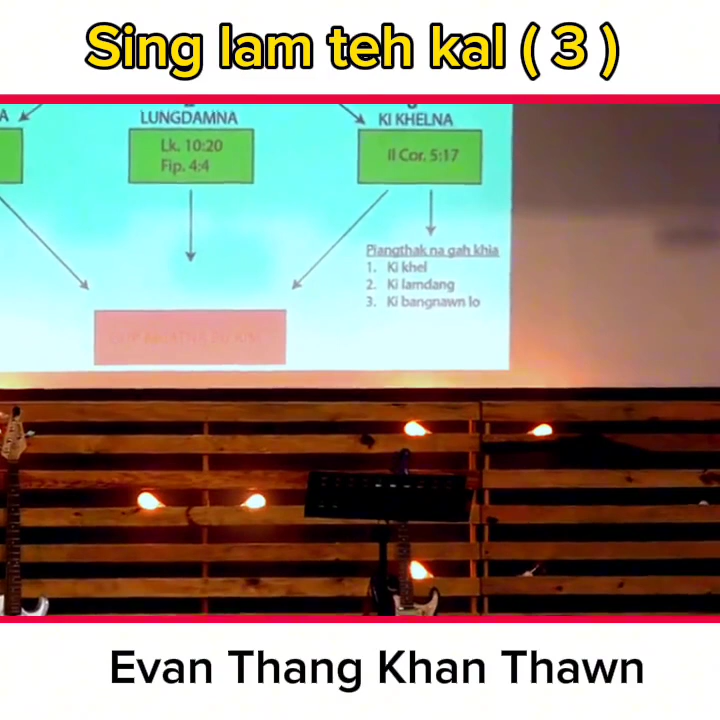 Sing lam teh kal ( 3 )
A
LUNGDAMNA
KI KHELNA
Lk. 10:20
Fip. 4:4
II Cor. 5:17
Piangthak na gah khia
1. Ki khel
2. Ki lamdang
3. Ki bangnawn lo
Evan Thang Khan Thawn